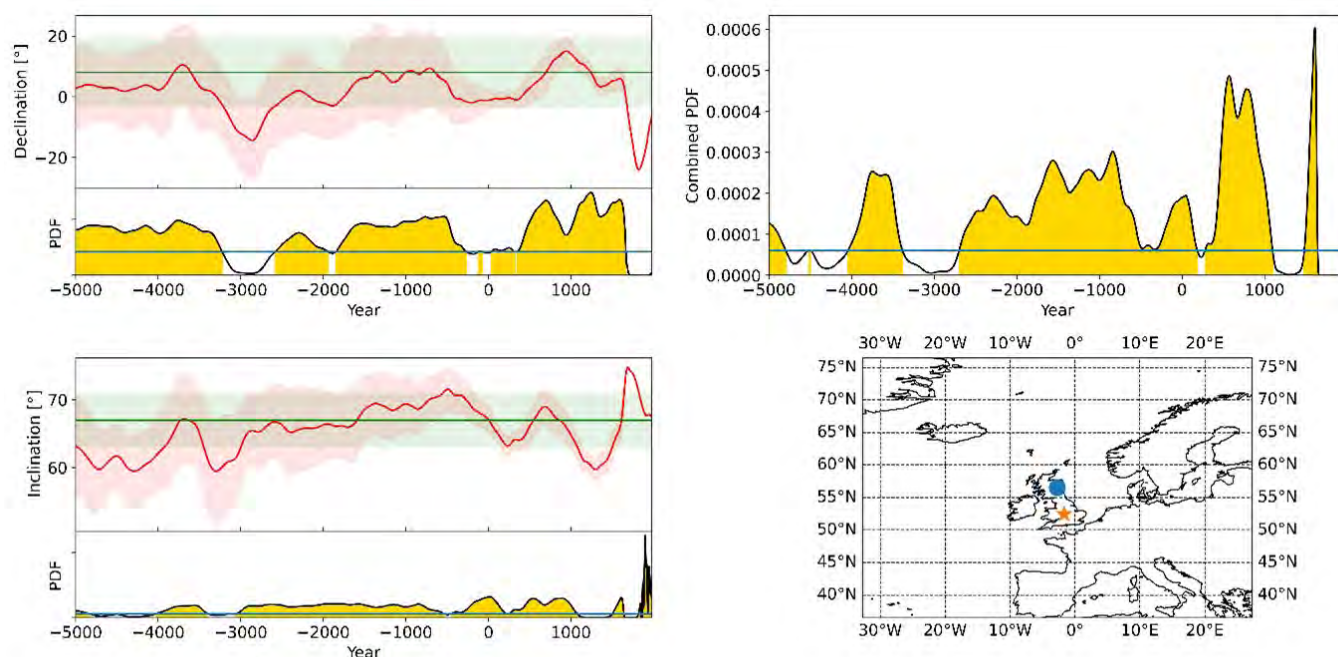 20
0
−20
Declination [°]
PDF
−5000 −4000 −3000 −2000 −1000 0 1000
Year
0.0006
0.0005
0.0004
0.0003
0.0002
0.0001
0.0000
Combined PDF
−5000 −4000 −3000 −2000 −1000 0 1000
Year
70
60
Inclination [°]
PDF
−5000 −4000 −3000 −2000 −1000 0 1000
Year
30°W 20°W 10°W 0° 10°E 20°E
75°N 75°N
70°N 70°N
65°N 65°N
60°N 60°N
55°N 55°N
50°N 50°N
45°N 45°N
40°N 40°N
30°W 20°W 10°W 0° 10°E 20°E